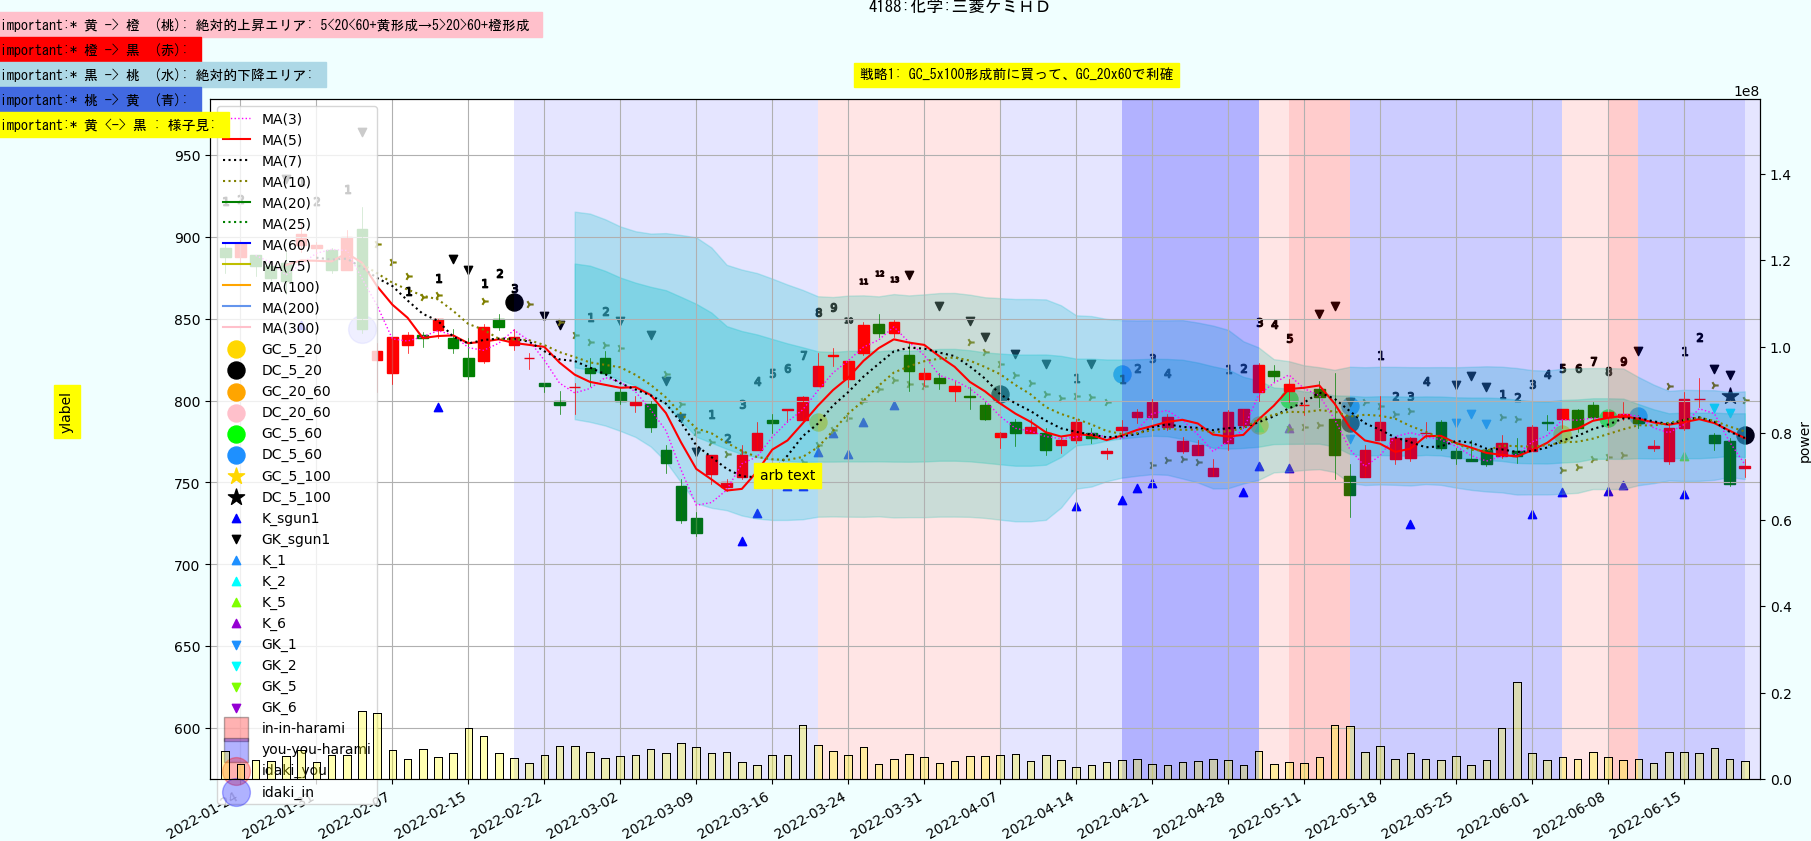 4188:化学:三菱ケミHD
important:* 黄 -> 橙 (桃): 絶対的上昇エリア: 5<20<60+黄形成→5>20>60+橙形成
important:* 橙 -> 黒 (赤):
important:* 黒 -> 桃 (水): 絶対的下降エリア:
戦略1: GC_5x100形成前に買って、GC_20x60で利確
important:* 桃 -> 黄 (青):
important:* 黄 <-> 黒 : 様子見:
1e8
MA(3)
MA(5)
MA(7)
MA(10)
MA(20)
MA(25)
MA(60)
MA(75)
MA(100)
MA(200)
MA(300)
GC_5_20
DC_5_20
GC_20_60
DC_20_60
GC_5_60
DC_5_60
GC_5_100
DC_5_100
K_sgun1
GK_sgun1
K_1
K_2
K_5
K_6
GK_1
GK_2
GK_5
GK_6
in-in-harami
you-you-harami
idaki_you
idaki_in
950
900
850
800
750
700
650
600
ylabel
arb text
1.4
1.2
1.0
0.8
0.6
0.4
0.2
0.0
power
2022-01-24
2022-01-31
2022-02-07
2022-02-15
2022-02-22
2022-03-02
2022-03-09
2022-03-16
2022-03-24
2022-03-31
2022-04-07
2022-04-14
2022-04-21
2022-04-28
2022-05-11
2022-05-18
2022-05-25
2022-06-01
2022-06-08
2022-06-15